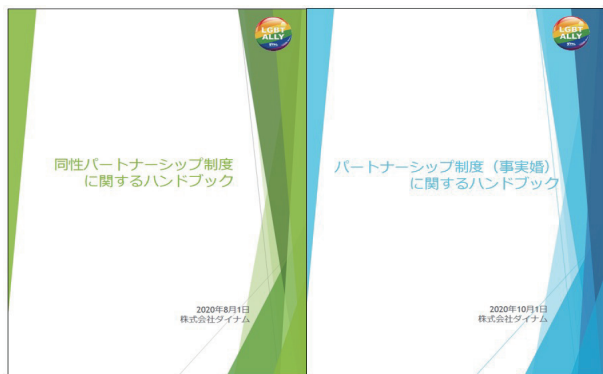 LGBT
ALLY
同性パートナーシップ制度
に関するハンドブック
2020年8月1日
株式会社ダイナム
LGBT
ALLY
パートナーシップ制度（事実婚）
に関するハンドブック
2020年10月1日
株式会社ダイナム